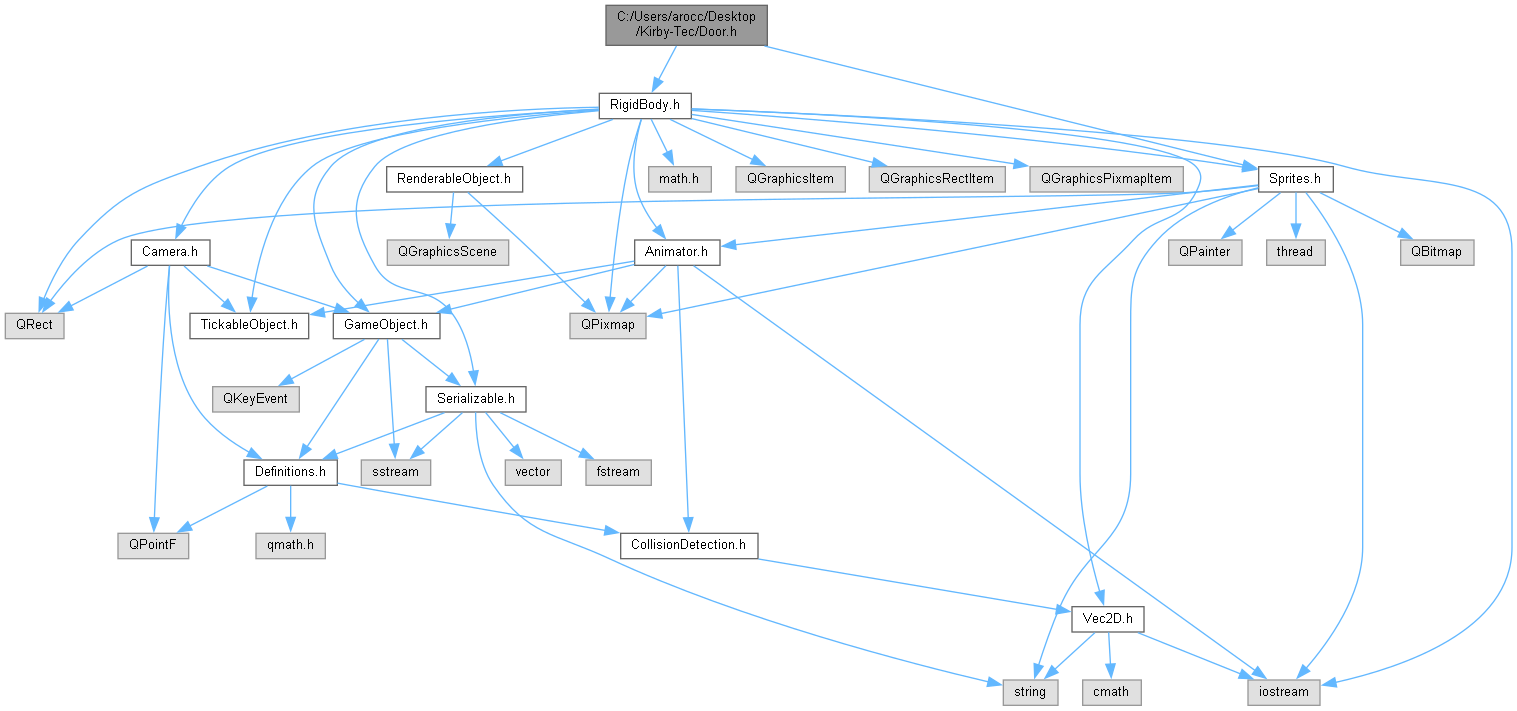 C:/Users/arocc/Desktop
/Kirby-Tec/Door.h
RigidBody.h
RenderableObject.h
math.h
QGraphicsItem
QGraphicsRectItem
QGraphicsPixmapItem
Sprites.h
Camera.h
QGraphicsScene
Animator.h
QPainter
thread
QBitmap
QRect
TickableObject.h
GameObject.h
QPixmap
QKeyEvent
Serializable.h
Definitions.h
sstream
vector
fstream
QPointF
qmath.h
CollisionDetection.h
Vec2D.h
string
cmath
iostream